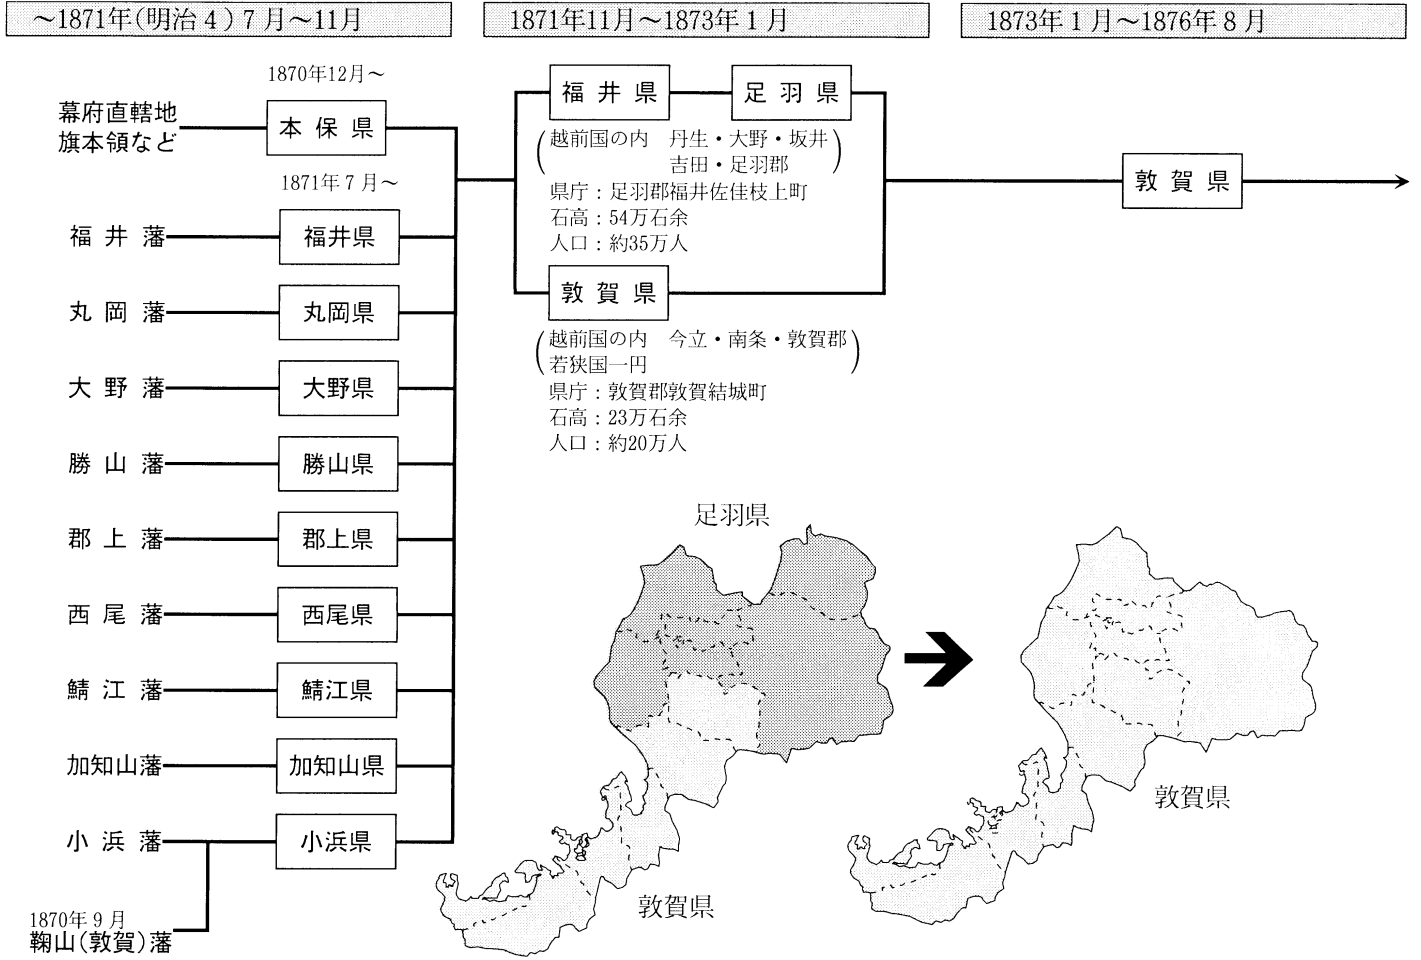 ～1871年(明治4)7月～11月
1871年11月～1873年1月
1873年1月～1876年8月
1870年12月～
幕府直轄地
旗本領など
本保県
1871年7月～
福井藩
福井県
丸岡藩
丸岡県
大野藩
大野県
勝山藩
勝山県
郡上藩
郡上県
西尾藩
西尾県
鯖江藩
鯖江県
加知山藩
加知山県
小浜藩
小浜県
1870年9月
鞠山(敦賀)藩
福井県
足羽県
(越前国の内　丹生・大野・坂井
吉田・足羽郡)
県庁：足羽郡福井佐佳枝上町
石高：54万石余
人口：約35万人
敦賀県
(越前国の内　今立・南条・敦賀郡
若狭国一円)
県庁：敦賀郡敦賀結城町
石高：23万石余
人口：約20万人
敦賀県
足羽県
敦賀県
敦賀県